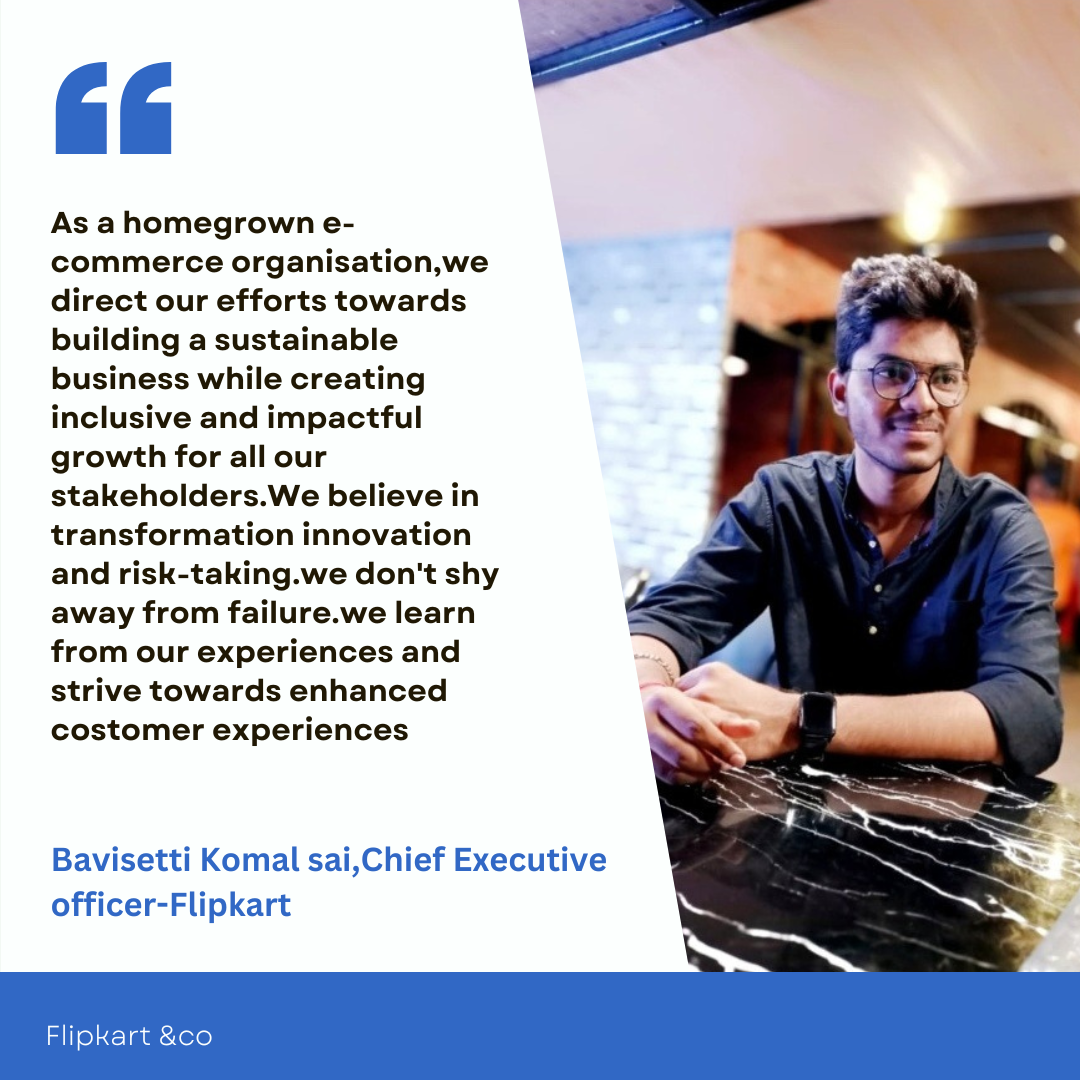 As a homegrown e-
commerce organisation,we
direct our efforts towards
building a sustainable
business while creating
inclusive and impactful
growth for all our
stakeholders.We believe in
transformation innovation
and risk-taking.we don't shy
away from failure.we learn
from our experiences and
strive towards enhanced
costomer experiences
Bavisetti Komal sai,Chief Executive
officer-Flipkart
Flipkart &co